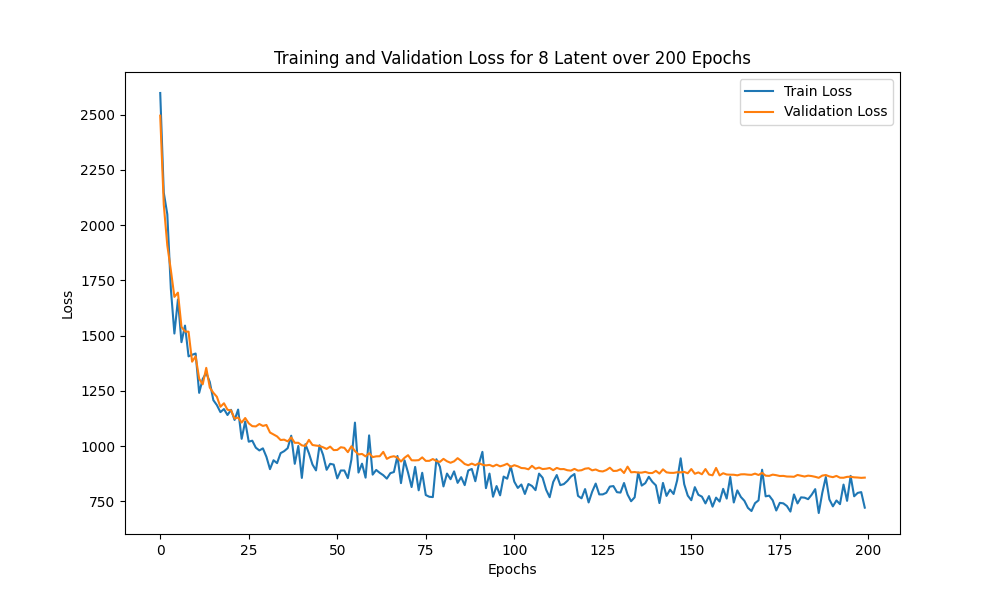 Training and Validation Loss for 8 Latent over 200 Epochs
Train Loss
Validation Loss
2500
2250
2000
1750
1500
1250
1000
750
Loss
0 25 50 75 100 125 150 175 200
Epochs